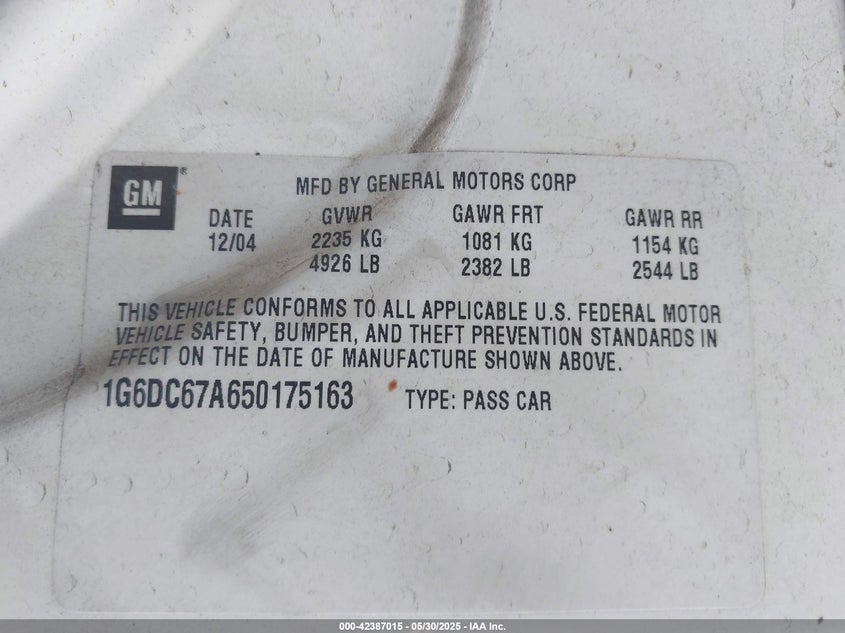 GM®
MFD BY GENERAL MOTORS CORP
DATE GVWR GAWR FRT GAWR RR
12/04 2235 KG 1081 KG 1154 KG
4926 LB 2382 LB 2544 LB
THIS VEHICLE CONFORMS TO ALL APPLICABLE U.S. FEDERAL MOTOR
VEHICLE SAFETY, BUMPER, AND THEFT PREVENTION STANDARDS IN
EFFECT ON THE DATE OF MANUFACTURE SHOWN ABOVE.
1G6DC67A650175163 TYPE: PASS CAR
000-42387015 - 05/30/2025 - IAA Inc.